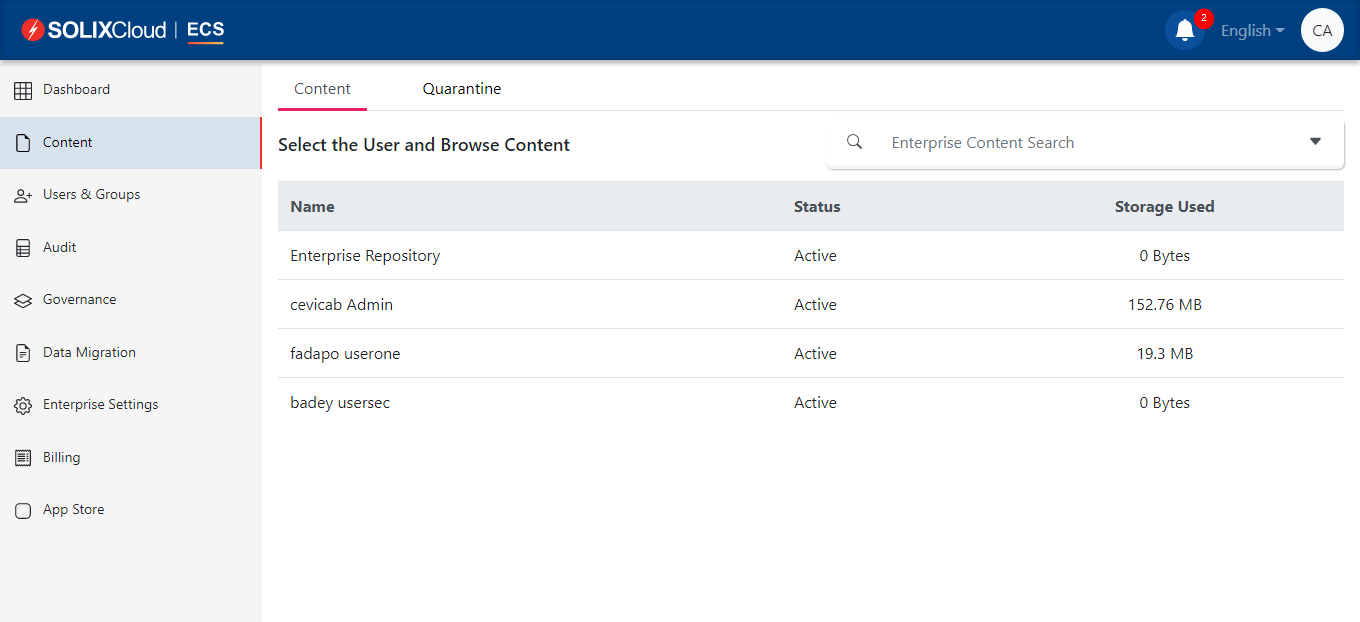 SOLIXCloud | ECS
2
English
CA
Dashboard
Content
Users & Groups
Audit
Governance
Data Migration
Enterprise Settings
Billing
App Store
Content Quarantine
Select the User and Browse Content
Enterprise Content Search
Name Status Storage Used
Enterprise Repository Active 0 Bytes
cevicab Admin Active 152.76 MB
fadapo userone Active 19.3 MB
badey usersec Active 0 Bytes